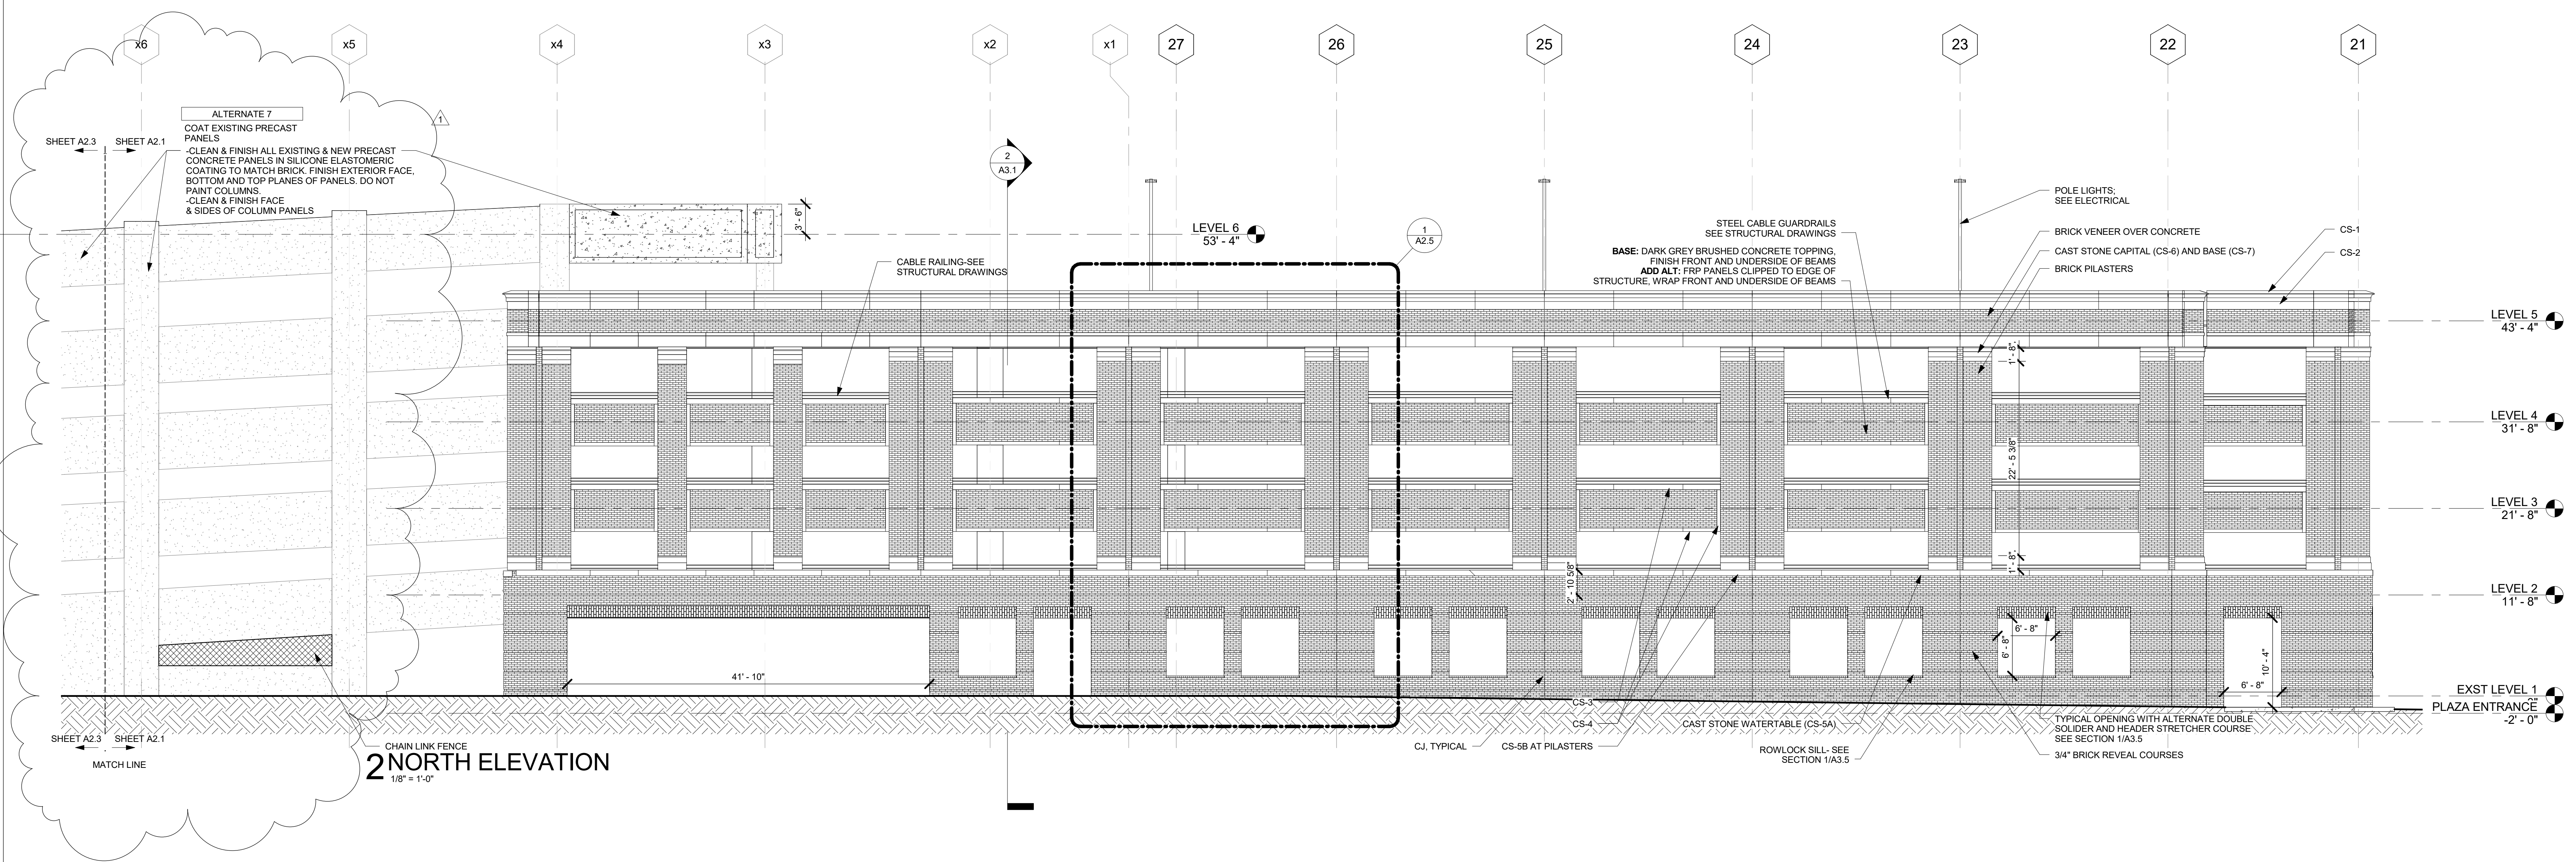 x6
x5
x4
x3
x2
x1
27
26
25
24
23
22
21
ALTERNATE 7
COAT EXISTING PRECAST
PANELS
-CLEAN & FINISH ALL EXISTING & NEW PRECAST
CONCRETE PANELS IN SILICONE ELASTOMERIC
COATING TO MATCH BRICK. FINISH EXTERIOR FACE,
BOTTOM AND TOP PLANES OF PANELS. DO NOT
PAINT COLUMNS.
-CLEAN & FINISH FACE
& SIDES OF COLUMN PANELS
1
SHEET A2.3
SHEET A2.1
2
A3.1
3' - 6"
LEVEL 6
53' - 4"
1
A2.5
CABLE RAILING-SEE
STRUCTURAL DRAWINGS
STEEL CABLE GUARDRAILS
SEE STRUCTURAL DRAWINGS
BASE: DARK GREY BRUSHED CONCRETE TOPPING,
FINISH FRONT AND UNDERSIDE OF BEAMS
ADD ALT: FRP PANELS CLIPPED TO EDGE OF
STRUCTURE, WRAP FRONT AND UNDERSIDE OF BEAMS
POLE LIGHTS;
SEE ELECTRICAL
BRICK VENEER OVER CONCRETE
CAST STONE CAPITAL (CS-6) AND BASE (CS-7)
BRICK PILASTERS
CS-1
CS-2
LEVEL 5
43' - 4"
1' - 8"
LEVEL 4
31' - 8"
22' - 5 3/8"
LEVEL 3
21' - 8"
1' - 8"
2' - 10 5/8"
LEVEL 2
11' - 8"
6' - 8"
6' - 8"
10' - 4"
6' - 8"
41' - 10"
EXST LEVEL 1
0"
PLAZA ENTRANCE
-2' - 0"
CS-3
CS-4
CAST STONE WATERTABLE (CS-5A)
CJ, TYPICAL
CS-5B AT PILASTERS
ROWLOCK SILL- SEE
SECTION 1/A3.5
TYPICAL OPENING WITH ALTERNATE DOUBLE
SOLIDER AND HEADER STRETCHER COURSE
SEE SECTION 1/A3.5
3/4" BRICK REVEAL COURSES
SHEET A2.3
SHEET A2.1
MATCH LINE
CHAIN LINK FENCE
2 NORTH ELEVATION
1/8" = 1'-0"